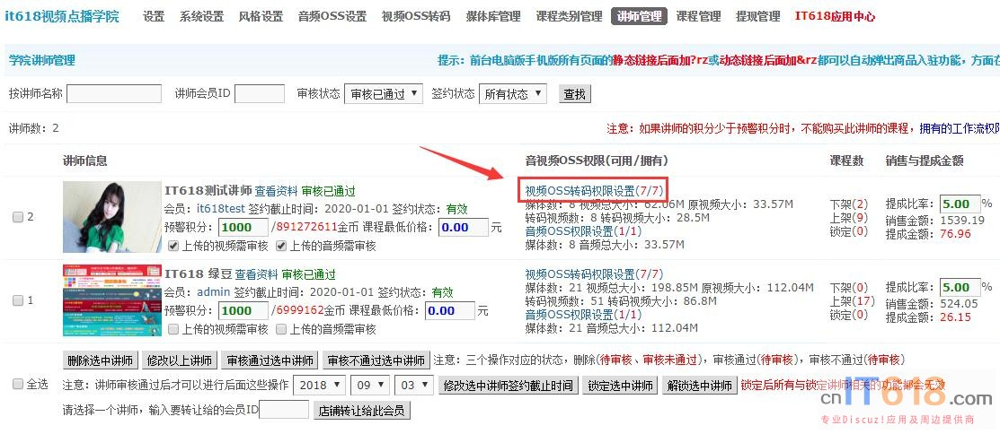 it618视频点播学院 设置 系统设置 风格设置 音频OSS设置 视频OSS转码 媒体库管理 课程类别管理 讲师管理 课程管理 提现管理 IT618应用中心
学院讲师管理 提示：前台电脑版手机版所有页面的静态链接后面加?rz或动态链接后面加&rz都可以自动弹出商品入驻功能，方面在
按讲师名称 讲师会员ID 审核状态 审核已通过 签约状态 所有状态 查找
讲师数：2 注意：如果讲师的积分少于预警积分时，不能购买此讲师的课程，拥有的工作流权限
讲师信息 音视频OSS权限(可用/拥有) 课程数 销售与提成金额
2 IT618测试讲师 查看资料 审核已通过
会员：it618test 签约截止时间：2020-01-01 签约状态：有效
预警积分：1000 /891272611金币 课程最低价格：0.00 元
上传的视频需审核 上传的音频需审核
视频OSS转码权限设置(7/7)
媒体数：8 视频总大小：62.06M 原视频大小：33.57M
转码视频数：8 转码视频大小：28.5M
音频OSS权限设置(1/1)
媒体数：8 音频总大小：33.57M
下架(2)
上架(9)
锁定(0)
提成比率：5.00 %
销售金额：1539.19
提成金额：76.96
1 IT618 绿豆 查看资料 审核已通过
会员：admin 签约截止时间：2020-01-01 签约状态：有效
预警积分：1000 /6999162金币 课程最低价格：0.00 元
上传的视频需审核 上传的音频需审核
视频OSS转码权限设置(7/7)
媒体数：21 视频总大小：198.85M 原视频大小：112.04M
转码视频数：51 转码视频大小：86.8M
音频OSS权限设置(1/1)
媒体数：21 音频总大小：112.04M
下架(0)
上架(17)
锁定(0)
提成比率：5.00 %
销售金额：524.05
提成金额：26.15
删除选中讲师 修改以上讲师 审核通过选中讲师 审核不通过选中讲师 注意：三个操作对应的状态，删除(待审核、审核未通过)，审核通过(待审核)，审核不通过(待审核)
全选 注意：讲师审核通过后才可以进行后面这些操作 2018 09 03 修改选中讲师签约截止时间 锁定选中讲师 解锁选中讲师 锁定后所有与锁定讲师相关的功能都会无效
请选择一个讲师，输入要转让给的会员ID 店铺转让给此会员
cnIT618.com
专业Discuz!应用及周边提供商